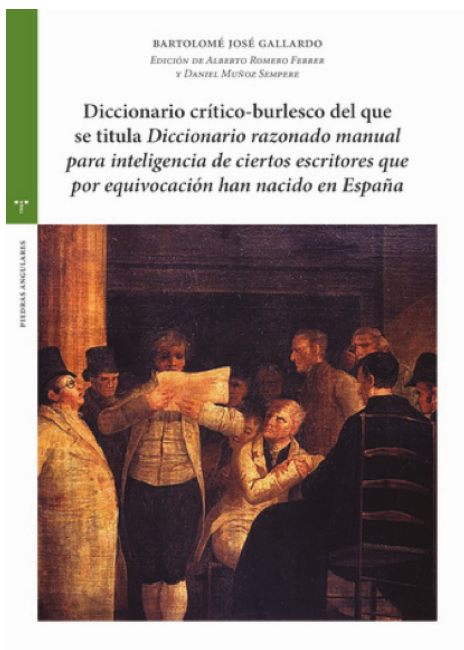 BARTOLOMÉ JOSÉ GALLARDO
EDICIÓN DE ALBERTO ROMERO FERRER
Y DANIEL MUÑOZ SEMPERE
Diccionario crítico-burlesco del que
se titula Diccionario razonado manual
para inteligencia de ciertos escritores que
por equivocación han nacido en España
PIEDRAS ANGULARES